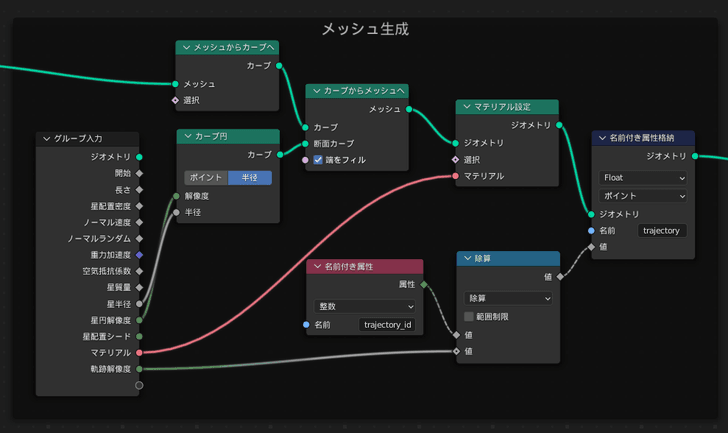 メッシュ生成
メッシュからカーブへ
カーブ
メッシュ
選択
カーブからメッシュへ
メッシュ
カーブ
断面カーブ
端をフィル
マテリアル設定
ジオメトリ
ジオメトリ
選択
マテリアル
名前付き属性格納
ジオメトリ
Float
ポイント
ジオメトリ
名前 trajectory
値
グループ入力
ジオメトリ
開始
長さ
星配置密度
ノーマル速度
ノーマルランダム
重力加速度
空気抵抗係数
星質量
星半径
星円解像度
星配置シード
マテリアル
軌跡解像度
カーブ円
カーブ
ポイント 半径
解像度
半径
名前付き属性
属性
整数
名前 trajectory_id
除算
値
除算
範囲制限
値
値